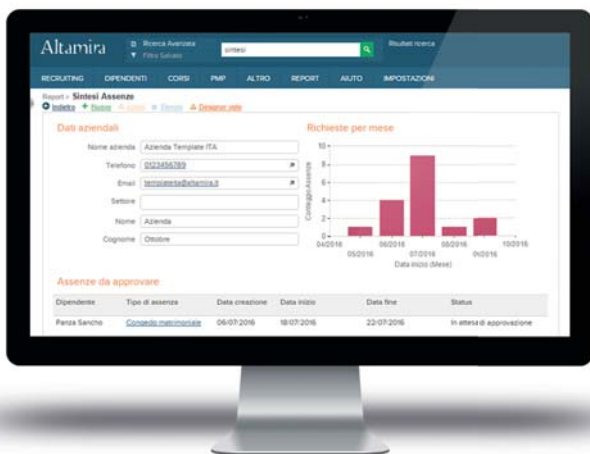 Altamira
Ricerca Avanzata
Filtra Salvato
sintesi
Risultati ricerca
RECRUITING DIPENDENTI CORSI PMP ALTRO REPORT AIUTO IMPOSTAZIONI
Report > Sintesi Assenze
Indietro + Nuovo Elimina Designer viste
Dati aziendali
Nome azienda Azienda Template ITA
Telefono 0123456789
Email templateita@altamira.it
Settore
Nome Azienda
Cognome Ottobre
Richieste per mese
Conteggio Assenze
10
8
6
4
2
0
04/2016 06/2016 08/2016 10/2016
05/2016 07/2016 09/2016
Data inizio (Mese)
Assenze da approvare
Dipendente Tipo di assenza Data creazione Data inizio Data fine Status
Panza Sancho Congedo matrimoniale 06/07/2016 18/07/2016 22/07/2016 In attesa di approvazione